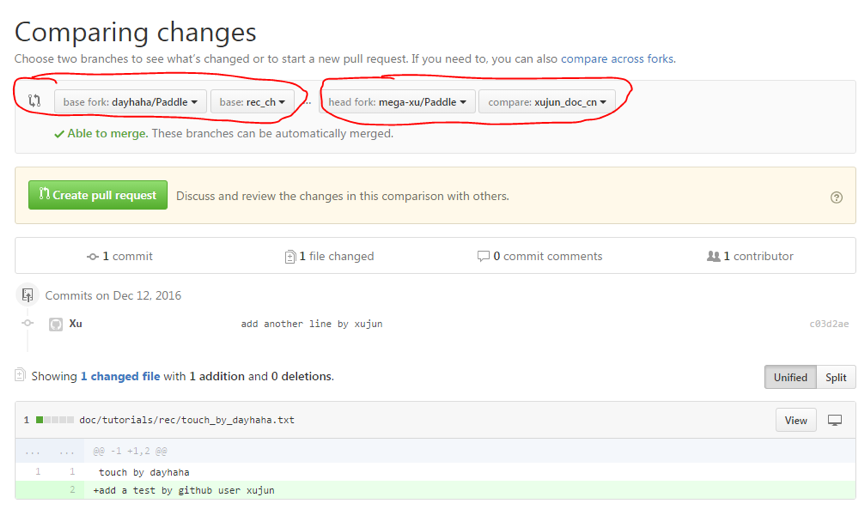 Comparing changes
Choose two branches to see what's changed or to start a new pull request. If you need to, you can also compare across forks.
base fork: dayhaha/Paddle base: rec_ch ... head fork: mega-xu/Paddle compare: xujun_doc_cn
Able to merge. These branches can be automatically merged.
Create pull request Discuss and review the changes in this comparison with others.
1 commit 1 file changed 0 commit comments 1 contributor
Commits on Dec 12, 2016
Xu add another line by xujun c03d2ae
Showing 1 changed file with 1 addition and 0 deletions. Unified Split
1 doc/tutorials/rec/touch_by_dayhaha.txt View
... ... @@ -1 +1,2 @@
1 1 touch by dayhaha
2 +add a test by github user xujun